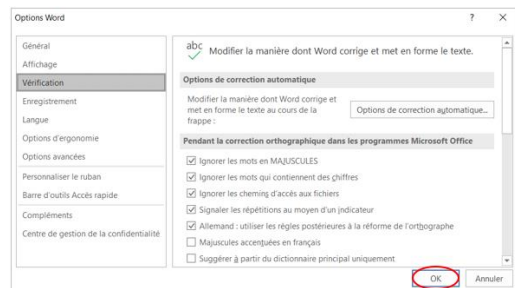 Options Word
?
Général
Affichage
Vérification
Enregistrement
Langue
Options d'ergonomie
Options avancées
Personnaliser le ruban
Barre d'outils Accès rapide
Compléments
Centre de gestion de la confidentialité
abc
Modifier la manière dont Word corrige et met en forme le texte.
Options de correction automatique
Modifier la manière dont Word corrige et
met en forme le texte au cours de la
frappe :
Options de correction automatique...
Pendant la correction orthographique dans les programmes Microsoft Office
Ignorer les mots en MAJUSCULES
Ignorer les mots qui contiennent des chiffres
Ignorer les chemins d'accès aux fichiers
Signaler les répétitions au moyen d'un indicateur
Allemand : utiliser les règles postérieures à la réforme de l'orthographe
Majuscules accentuées en français
Suggérer à partir du dictionnaire principal uniquement
OK
Annuler